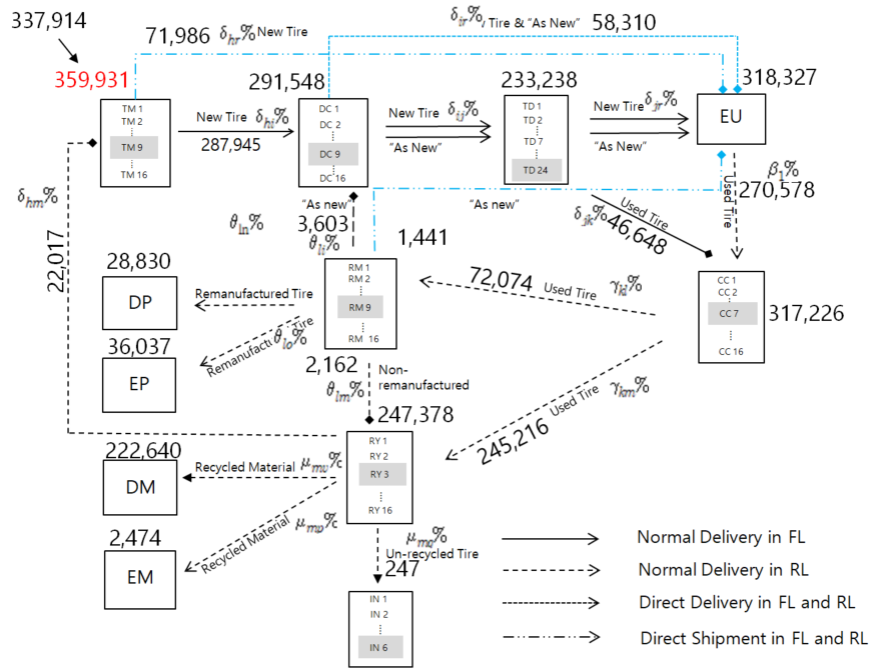 337,914
71,986 δhr% New Tire
δir%, Tire & "As New" 58,310
359,931
291,548
233,238
318,327
TM 1
TM 2
TM 9
TM 16
New Tire δhi%
287,945
DC 1
DC 2
DC 9
DC 16
New Tire δij%
"As New"
TD 1
TD 2
TD 7
TD 24
New Tire δjr%
"As New"
EU
β1%
270,578
Used Tire
δhm%
22,017
"As new"
3,603
θln%
θli%
"As new"
1,441
δjk% Used Tire
46,648
28,830
DP
Remanufactured Tire
36,037
EP
Remanufacti Tire
θlo%
RM 1
RM 2
RM 9
RM 16
72,074 Used Tire γkl%
CC 1
CC 2
CC 7
CC 16
317,226
2,162
θlm%
Non-
remanufactured
247,378
245,216 Used Tire γkm%
222,640
DM
Recycled Material μmv%
RY 1
RY 2
RY 3
RY 16
2,474
EM
Recycled Material
μmp%
μmq%
Un-recycled Tire
247
IN 1
IN 2
IN 6
Normal Delivery in FL
Normal Delivery in RL
Direct Delivery in FL and RL
Direct Shipment in FL and RL